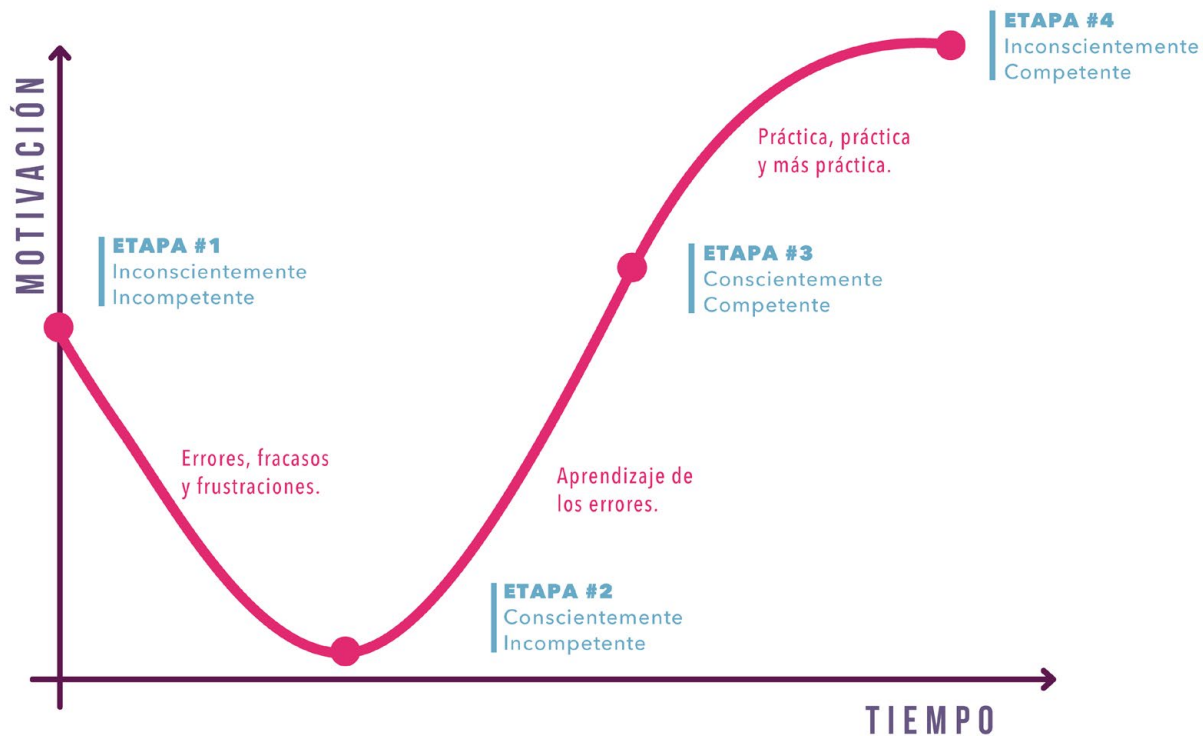 MOTIVACIÓN
ETAPA #1
Inconscientemente
Incompetente
Errores, fracasos
y frustraciones.
ETAPA #2
Conscientemente
Incompetente
Aprendizaje de
los errores.
ETAPA #3
Conscientemente
Competente
Práctica, práctica
y más práctica.
ETAPA #4
Inconscientemente
Competente
TIEMPO